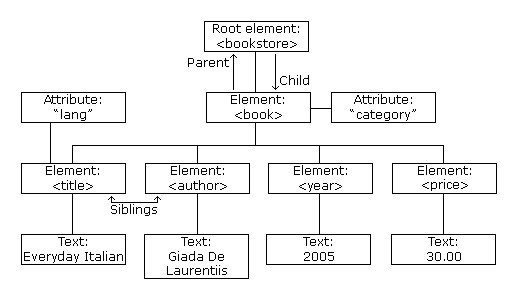 Root element:
<bookstore>
Parent
Child
Attribute:
“lang”
Element:
<book>
Attribute:
“category”
Element:
<title>
Element:
<author>
Element:
<year>
Element:
<price>
Siblings
Text:
Everyday Italian
Text:
Giada De
Laurentiis
Text:
2005
Text:
30.00